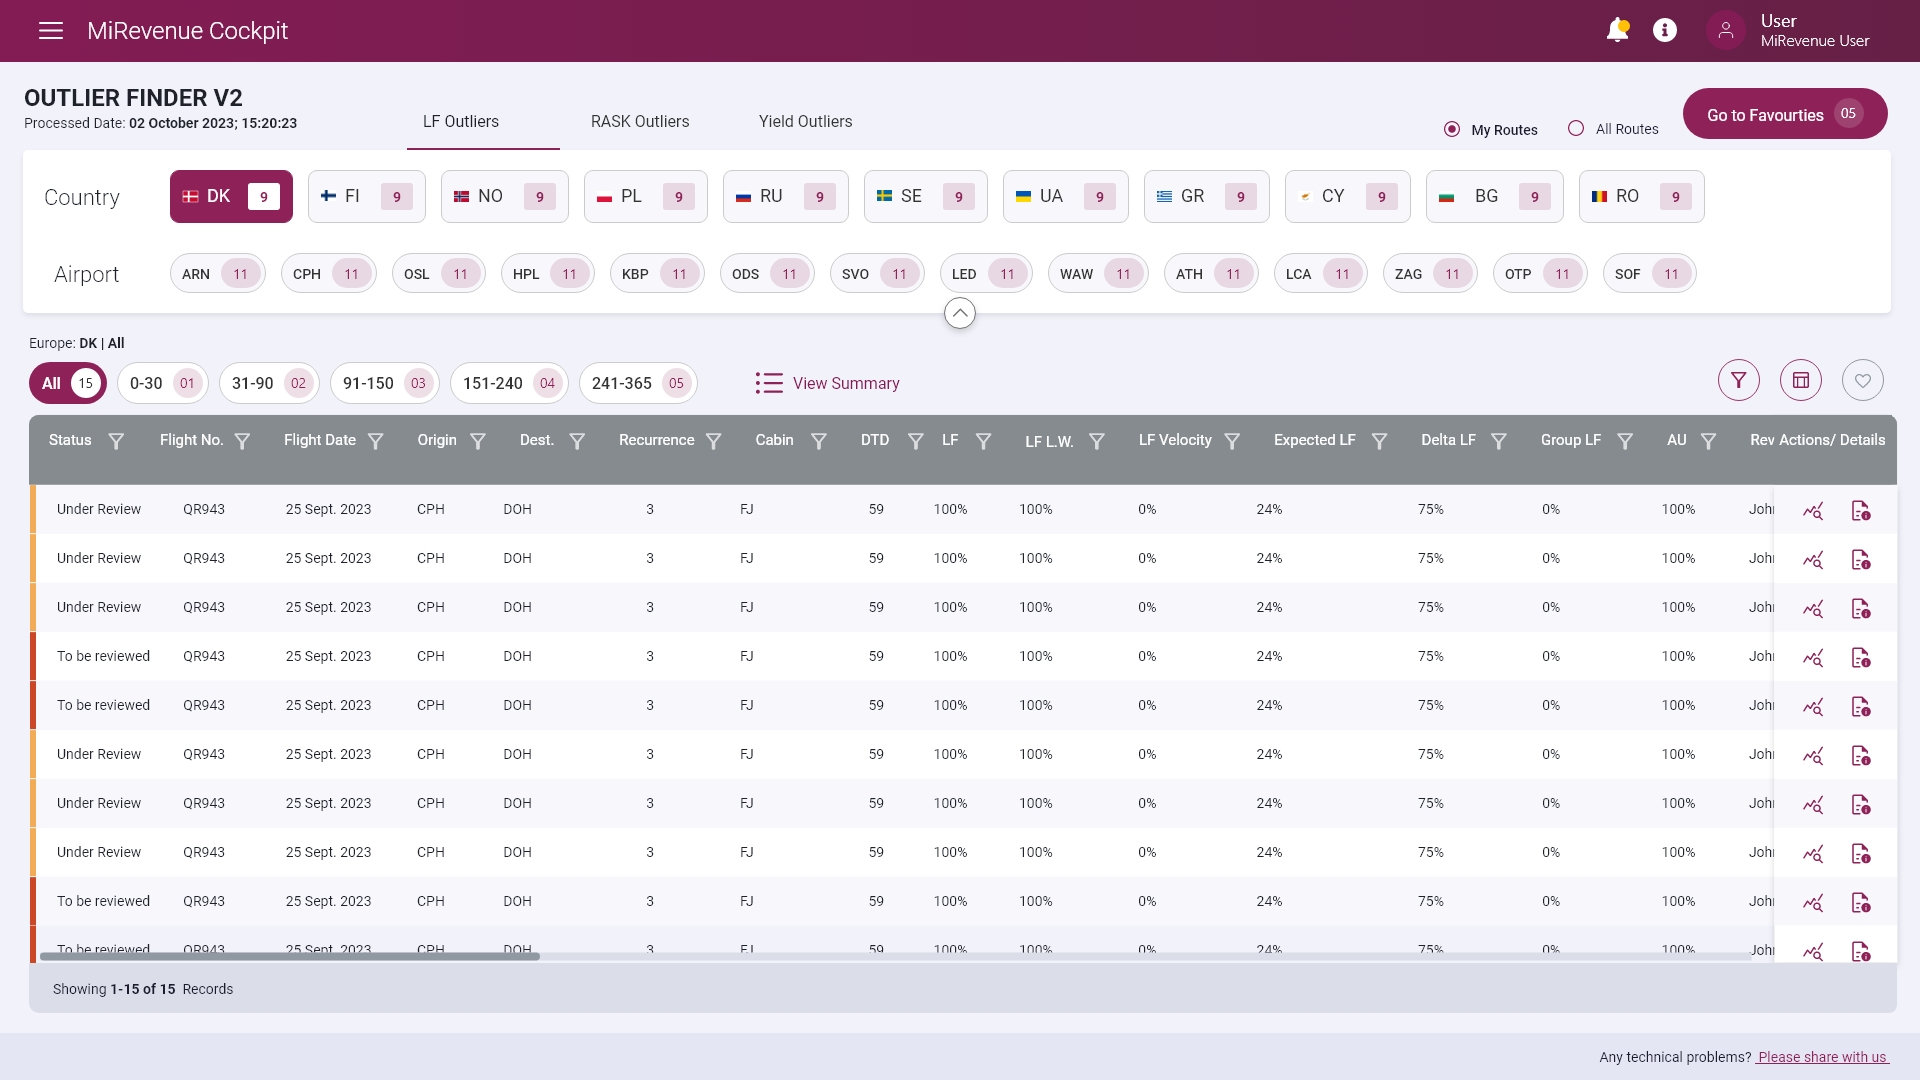 MiRevenue Cockpit
User
MiRevenue User
OUTLIER FINDER V2
Processed Date: 02 October 2023; 15:20:23
LF Outliers RASK Outliers Yield Outliers
My Routes All Routes
Go to Favourties 05
Country DK 9 FI 9 NO 9 PL 9 RU 9 SE 9 UA 9 GR 9 CY 9 BG 9 RO 9
Airport ARN 11 CPH 11 OSL 11 HPL 11 KBP 11 ODS 11 SVO 11 LED 11 WAW 11 ATH 11 LCA 11 ZAG 11 OTP 11 SOF 11
Europe: DK | All
All 15 0-30 01 31-90 02 91-150 03 151-240 04 241-365 05 View Summary
Status Flight No. Flight Date Origin Dest. Recurrence Cabin DTD LF LF L.W. LF Velocity Expected LF Delta LF Group LF AU Rev Actions/ Details
Under Review QR943 25 Sept. 2023 CPH DOH 3 FJ 59 100% 100% 0% 24% 75% 0% 100% John
Under Review QR943 25 Sept. 2023 CPH DOH 3 FJ 59 100% 100% 0% 24% 75% 0% 100% John
Under Review QR943 25 Sept. 2023 CPH DOH 3 FJ 59 100% 100% 0% 24% 75% 0% 100% John
To be reviewed QR943 25 Sept. 2023 CPH DOH 3 FJ 59 100% 100% 0% 24% 75% 0% 100% John
To be reviewed QR943 25 Sept. 2023 CPH DOH 3 FJ 59 100% 100% 0% 24% 75% 0% 100% John
Under Review QR943 25 Sept. 2023 CPH DOH 3 FJ 59 100% 100% 0% 24% 75% 0% 100% John
Under Review QR943 25 Sept. 2023 CPH DOH 3 FJ 59 100% 100% 0% 24% 75% 0% 100% John
Under Review QR943 25 Sept. 2023 CPH DOH 3 FJ 59 100% 100% 0% 24% 75% 0% 100% John
To be reviewed QR943 25 Sept. 2023 CPH DOH 3 FJ 59 100% 100% 0% 24% 75% 0% 100% John
To be reviewed QR943 25 Sept. 2023 CPH DOH 3 FJ 59 100% 100% 0% 24% 75% 0% 100% John
Showing 1-15 of 15 Records
Any technical problems? Please share with us